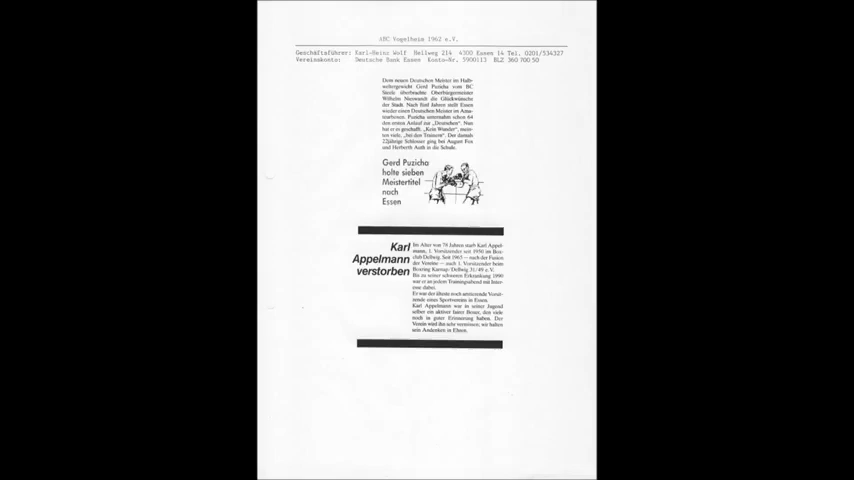 ABC Vogelheim 1962 e.V.
Geschäftsführer: Karl-Heinz Wolf Hellweg 214 4300 Essen 14 Tel. 0201/534327
Vereinskonto: Deutsche Bank Essen Konto-Nr. 5900113 BLZ 360 700 50
Dem neuen Deutschen Meister im Halb-
weltergewicht Gerd Puzicha vom BC
Steele überbrachte Oberbürgermeister
Wilhelm Nieswandt die Glückwünsche
der Stadt. Nach fünf Jahren stellt Essen
wieder einen Deutschen Meister im Ama-
teurboxen. Puzicha unternahm schon 64
den ersten Anlauf zur „Deutschen“. Nun
hat er es geschafft. „Kein Wunder“, mein-
ten viele, „bei den Trainern“. Der damals
22jährige Schlosser ging bei August Fox
und Herberth Auth in die Schule.
Gerd Puzicha
holte sieben
Meistertitel
nach
Essen
Karl
Appelmann
verstorben
Im Alter von 78 Jahren starb Karl Appel-
mann, 1. Vorsitzender seit 1950 im Box-
club Dellwig. Seit 1965 — nach der Fusion
der Vereine — auch 1. Vorsitzender beim
Boxring Karnap/Dellwig 31/49 e.V.
Bis zu seiner schweren Erkrankung 1990
war er an jedem Trainingsabend mit Inter-
esse dabei.
Er war der älteste noch amtierende Vorsit-
zende eines Sportvereins in Essen.
Karl Appelmann war in seiner Jugend
selbst ein aktiver fairer Boxer, den viele
noch in guter Erinnerung haben. Der
Verein wird ihn sehr vermissen; wir halten
sein Andenken in Ehren.